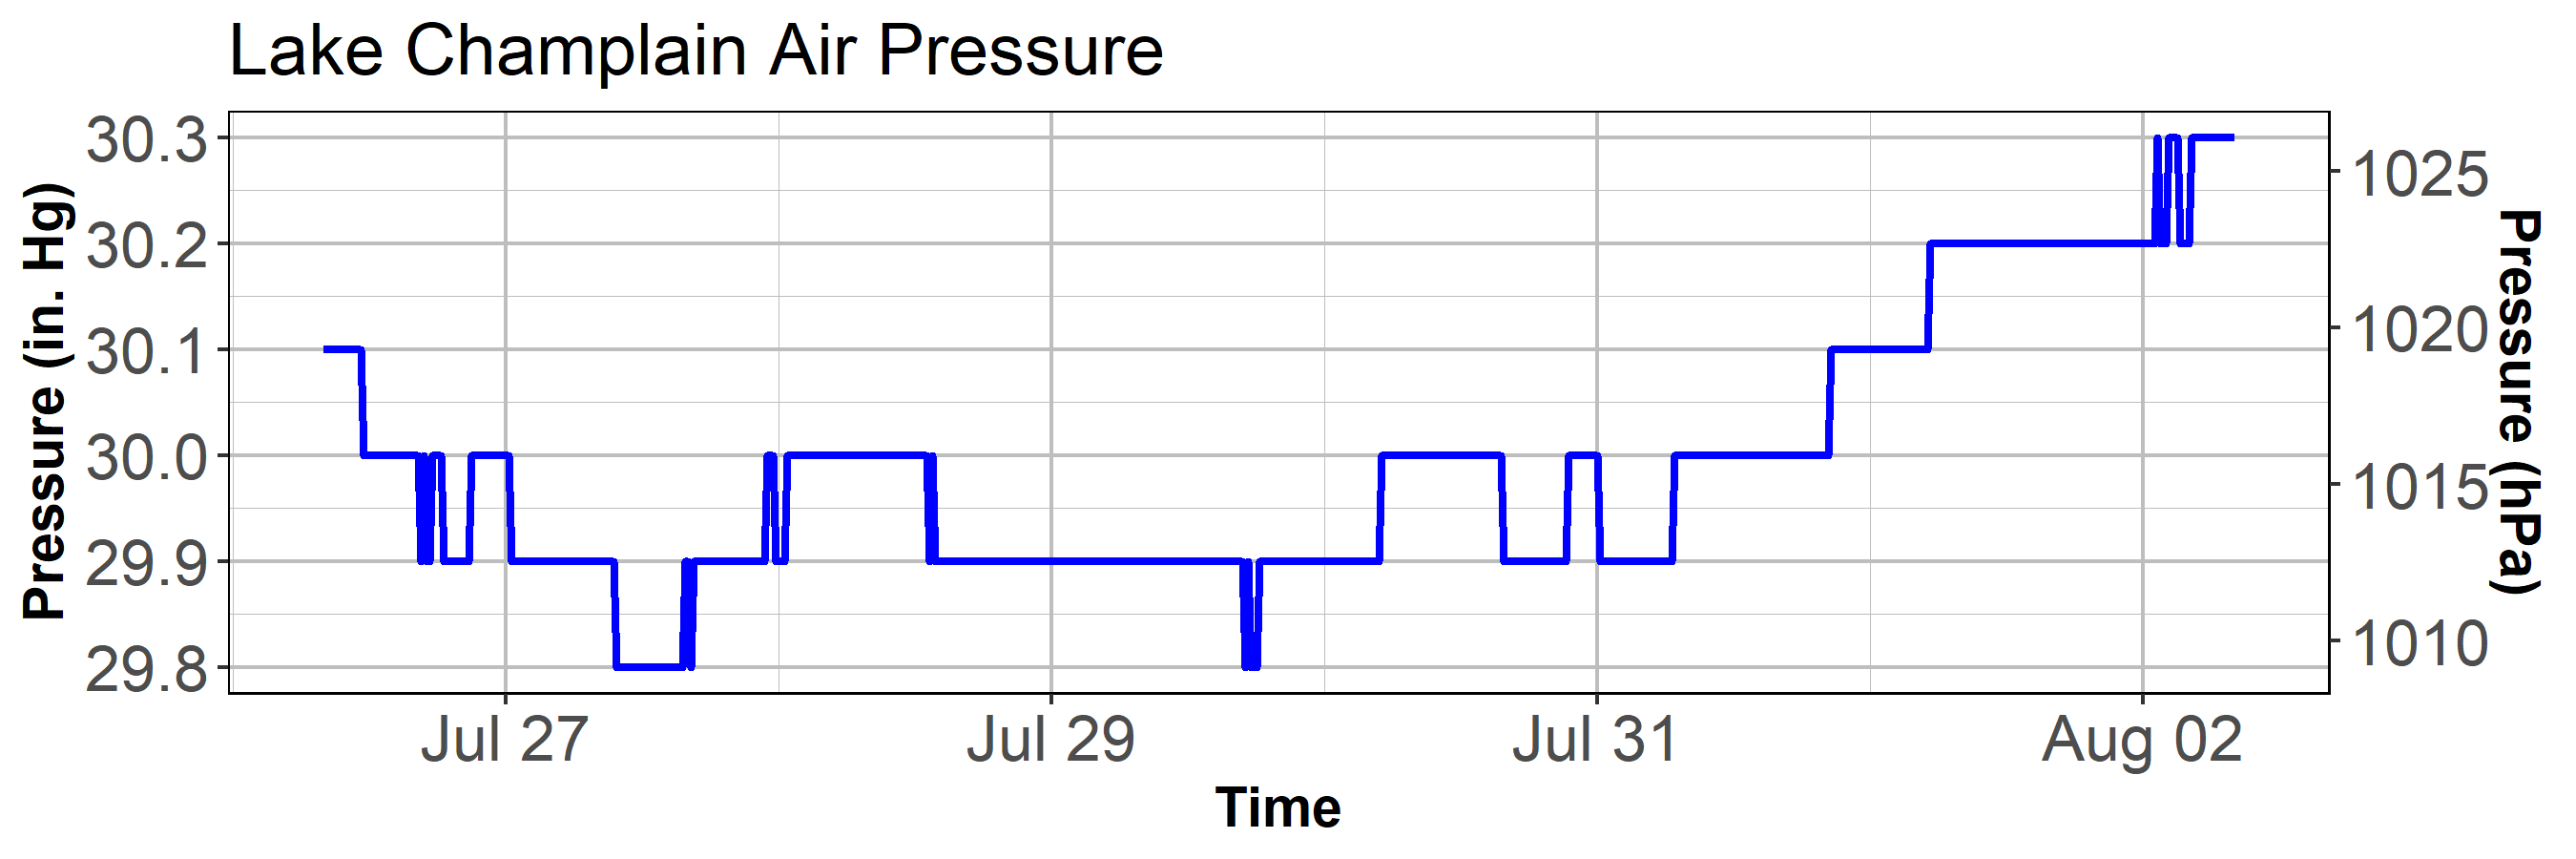 Lake Champlain Air Pressure
Pressure (in. Hg)
30.3
30.2
30.1
30.0
29.9
29.8
1025
1020
1015
1010
Pressure (hPa)
Jul 27
Jul 29
Jul 31
Aug 02
Time